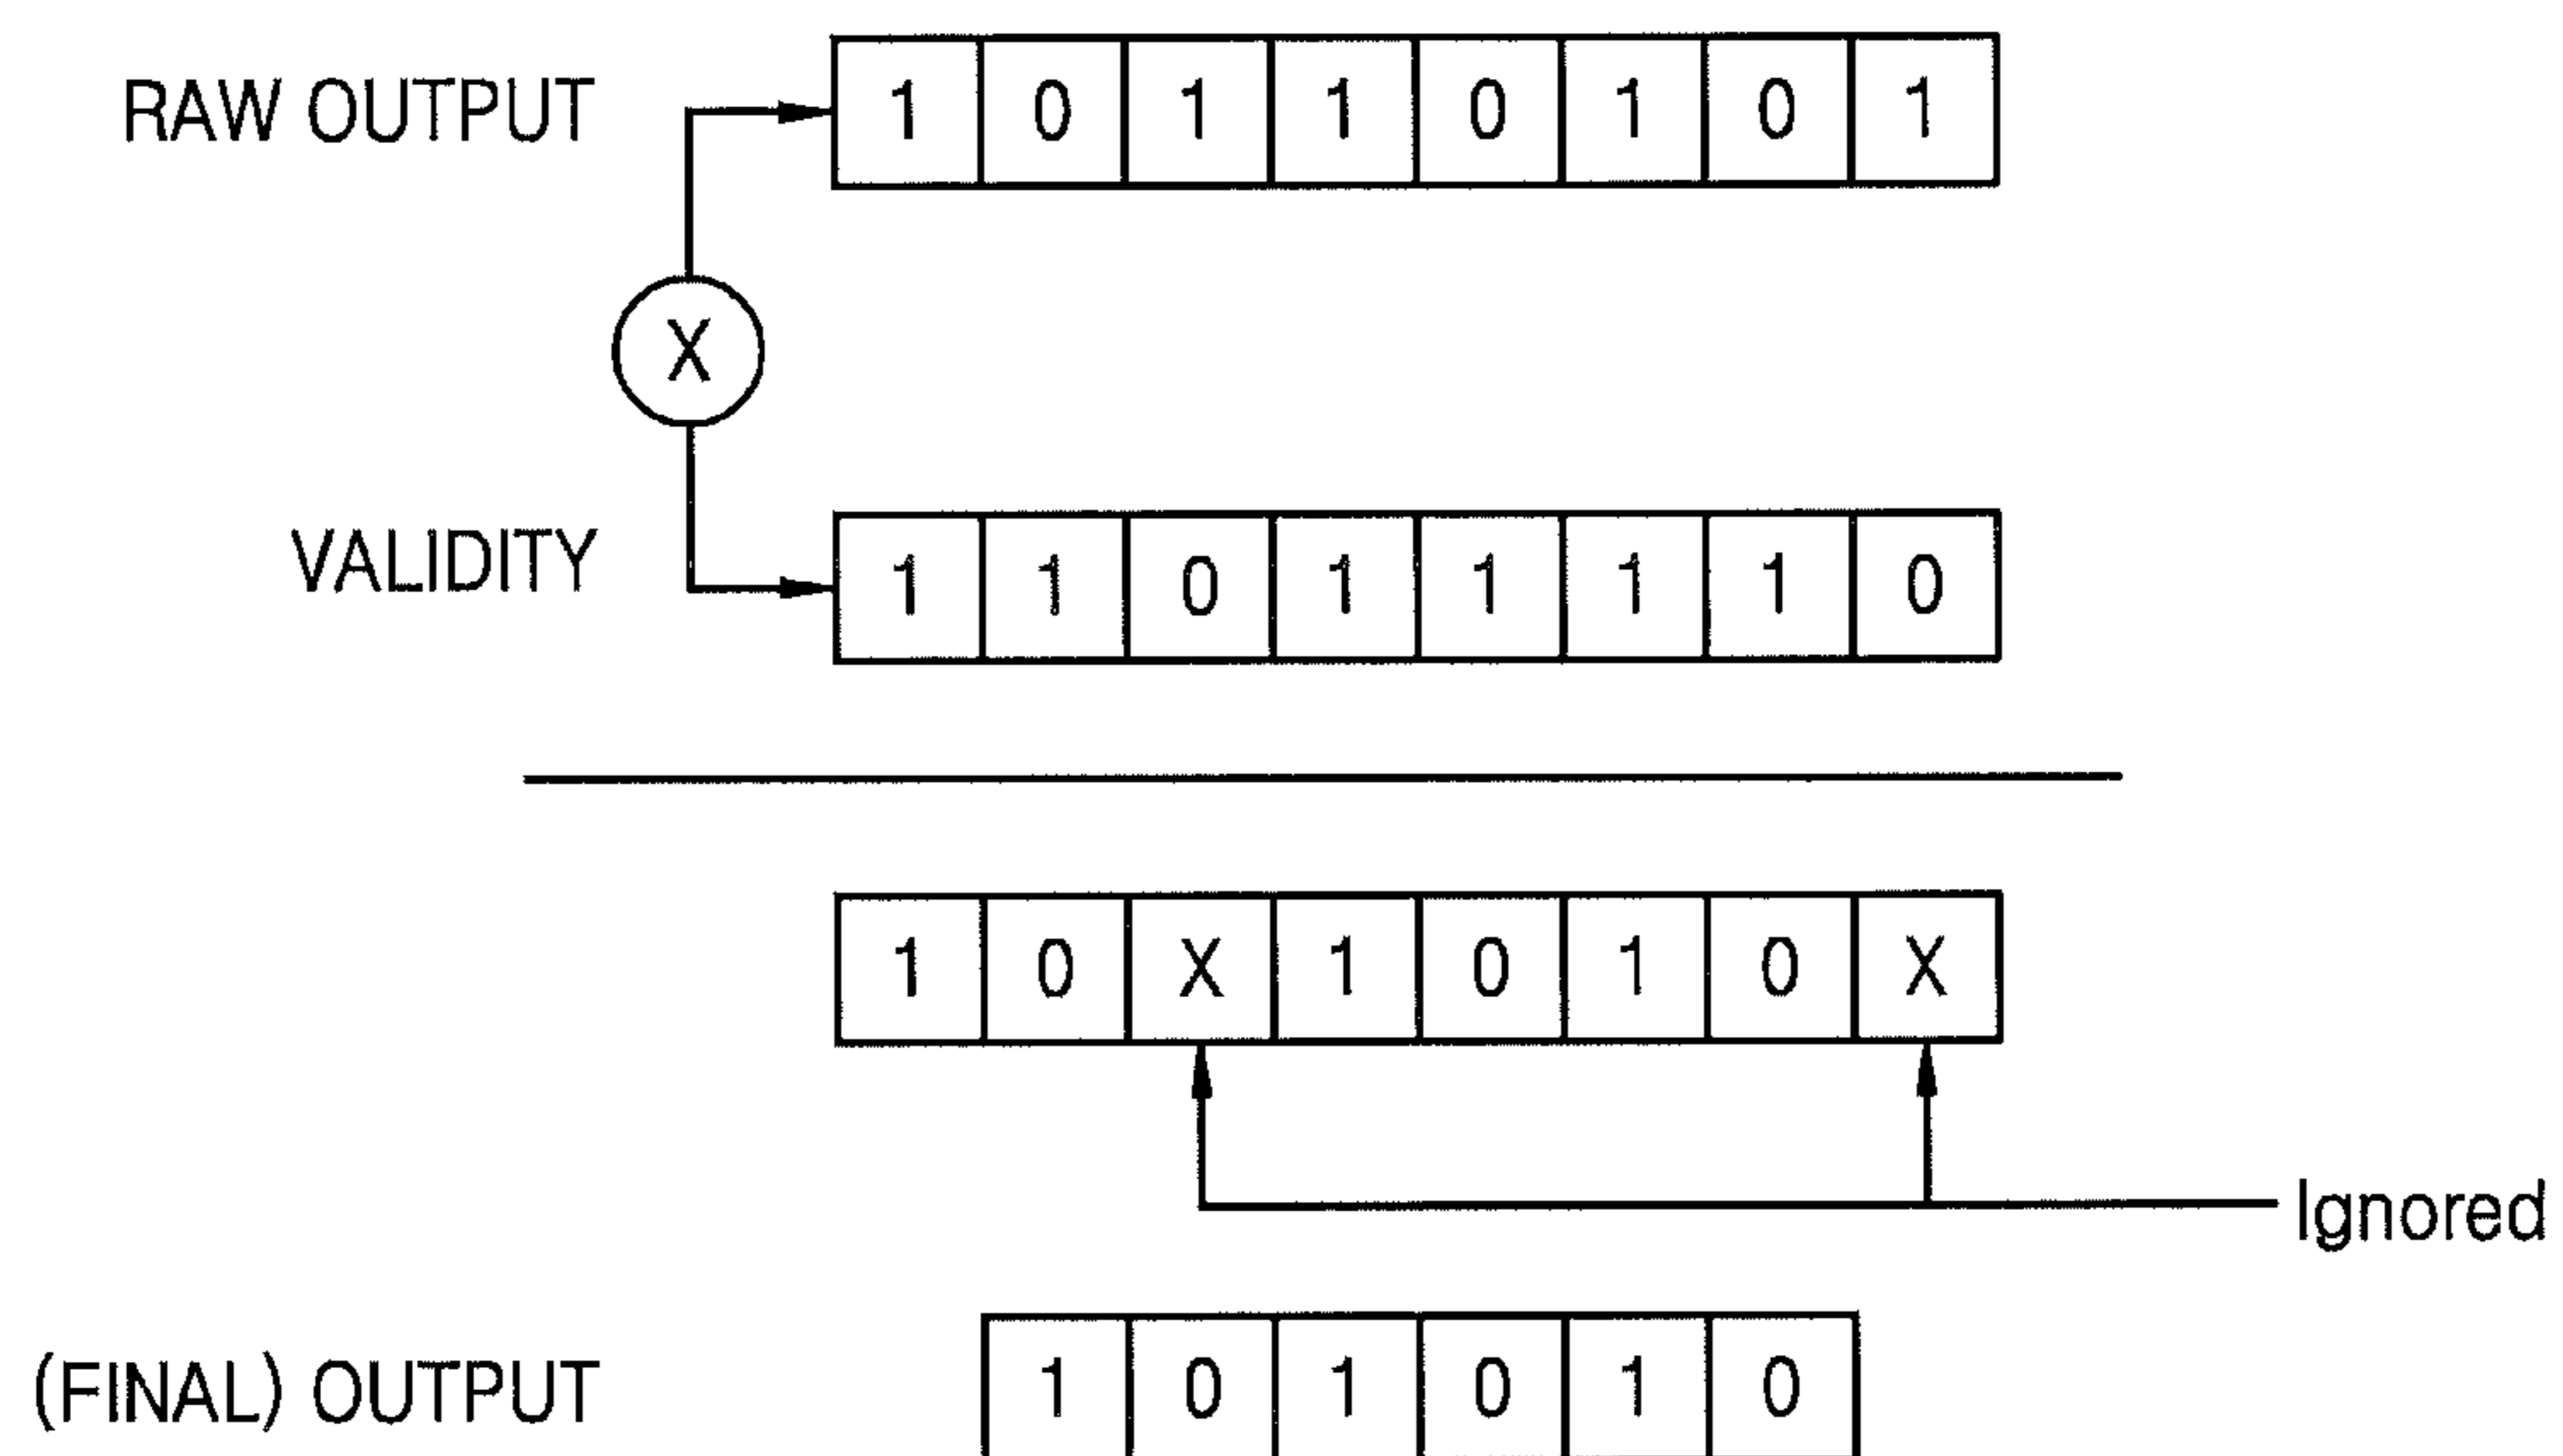 RAW OUTPUT 1 0 1 1 0 1 0 1
X
VALIDITY 1 1 0 1 1 1 1 0
1 0 X 1 0 1 0 X
Ignored
(FINAL) OUTPUT 1 0 1 0 1 0